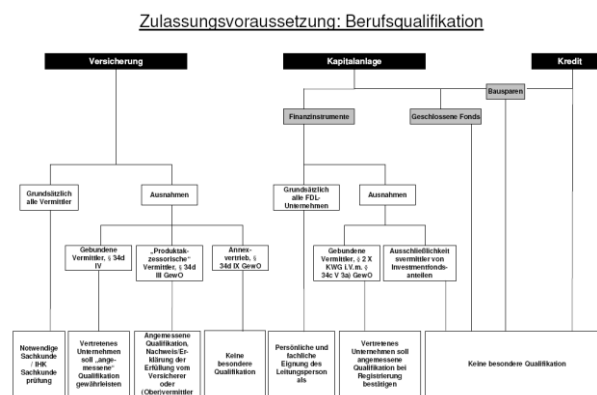 Zulassungsvoraussetzung: Berufsqualifikation
Versicherung
Kapitalanlage
Kredit
Bausparen
Finanzinstrumente
Geschlossene Fonds
Grundsätzlich
alle Vermittler
Ausnahmen
Grundsätzlich
alle FDL-
Unternehmen
Ausnahmen
Gebundene
Vermittler, § 34d
IV
„Produktak-
zessorische“
Vermittler, § 34d
III GewO
Annex-
vertrieb, §
34d IX GewO
Gebundene
Vermittler, § 2 X
KWG i.V.m. §
34c V 3a) GewO
Ausschließlichkeit
svermittler von
Investmentfonds-
anteilen
Notwendige
Sachkunde
/ IHK
Sachkunde
prüfung
Vertretenes
Unternehmen
soll „ange-
messene“
Qualifikation
gewährleisten
Angemessene
Qualifikation,
Nachweis/Er-
klärung der
Erfüllung vom
Versicherer
oder
(Ober)vermittler
Keine
besondere
Qualifikation
Persönliche und
fachliche
Eignung des
Leitungsperson
als
Vertretenes
Unternehmen soll
angemessene
Qualifikation bei
Registrierung
bestätigen
Keine besondere Qualifikation